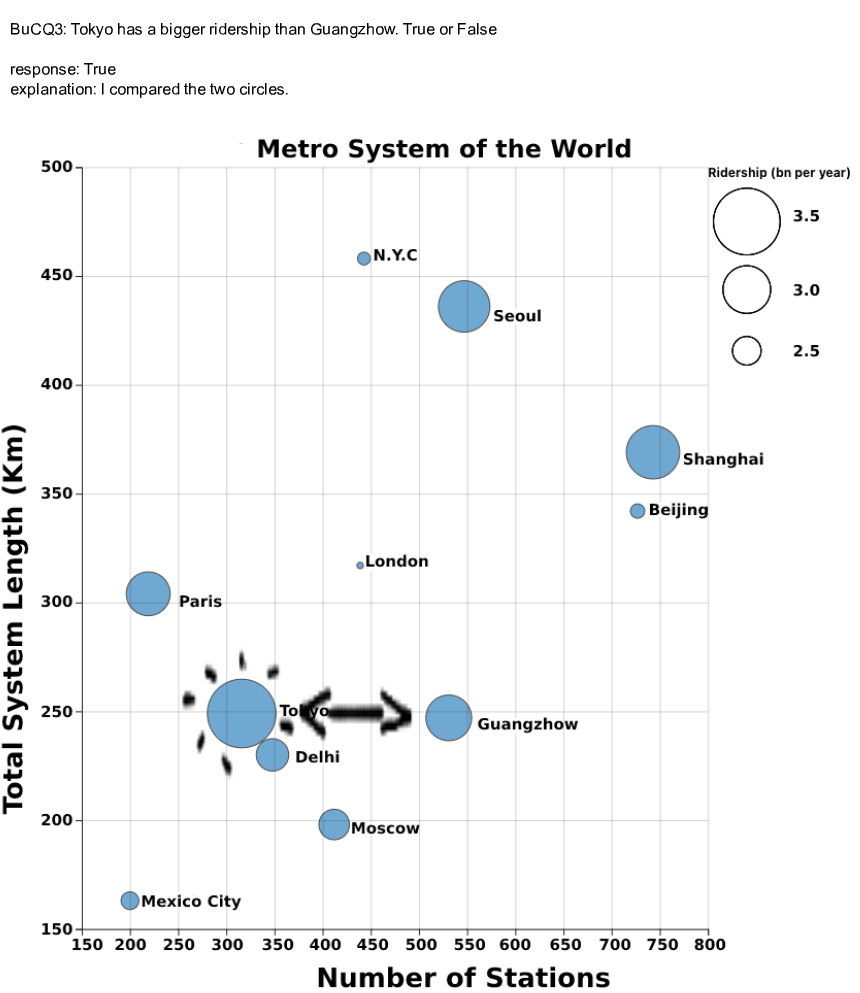 BuCQ3: Tokyo has a bigger ridership than Guangzhow. True or False
response: True
explanation: I compared the two circles.
Metro System of the World
Ridership (bn per year)
3.5
3.0
2.5
500
450
400
350
300
250
200
150
Total System Length (Km)
N.Y.C
Seoul
Shanghai
Beijing
London
Paris
Tokyo
Guangzhow
Delhi
Moscow
Mexico City
150 200 250 300 350 400 450 500 550 600 650 700 750 800
Number of Stations